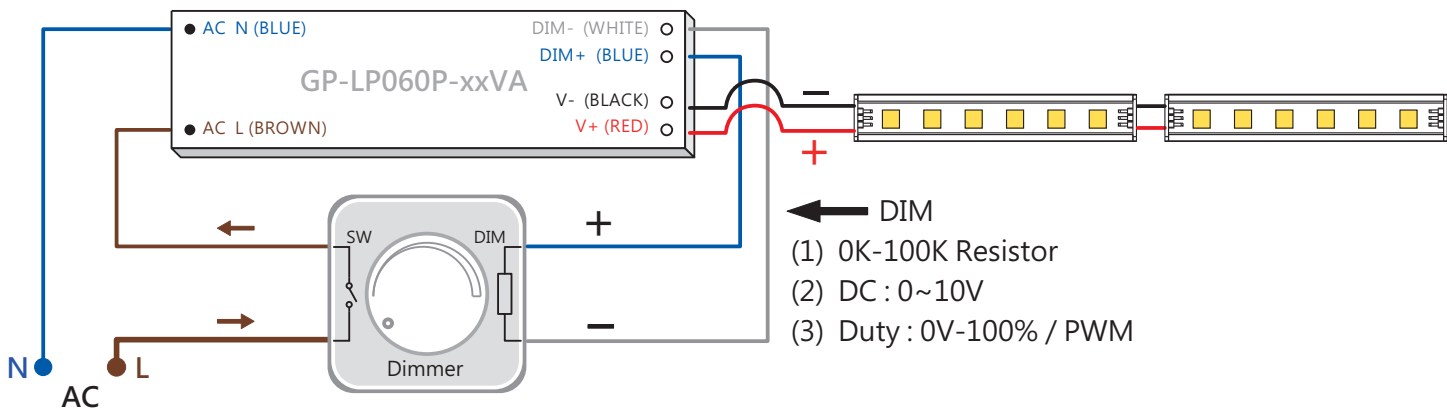 AC N (BLUE)
DIM- (WHITE)
DIM+ (BLUE)
GP-LP060P-xxVA
V- (BLACK)
AC L (BROWN)
V+ (RED)
−
+
SW
DIM
+
−
Dimmer
DIM
(1) 0K-100K Resistor
(2) DC : 0~10V
(3) Duty : 0V-100% / PWM
N
L
AC